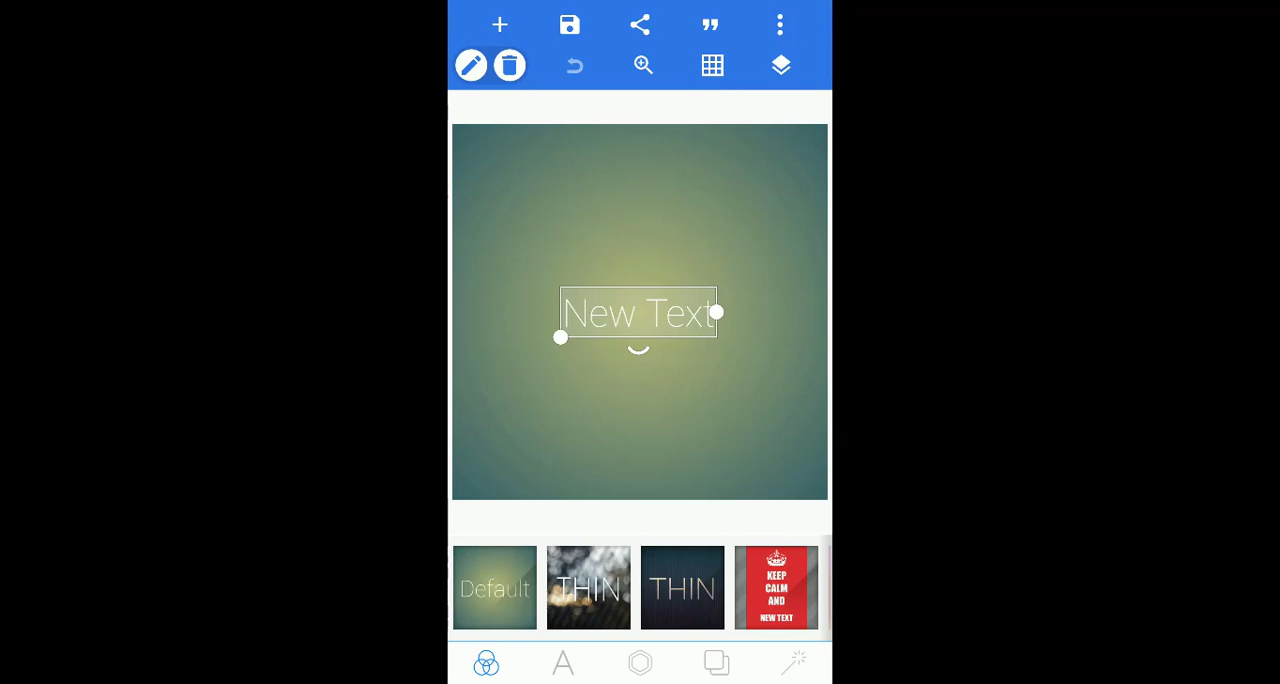 New Text
Default
THIN
THIN
KEEP
CALM
AND
NEW TEXT